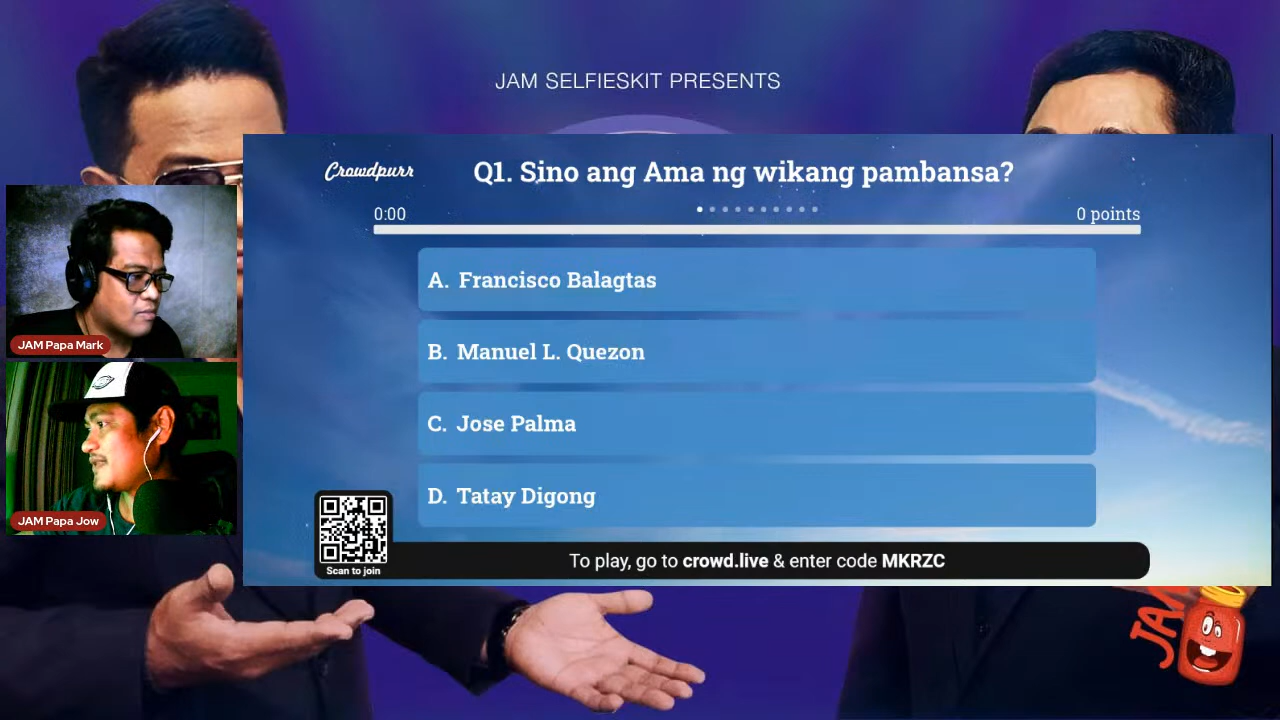 JAM SELFIESKIT PRESENTS
Crowdpurr
Q1. Sino ang Ama ng wikang pambansa?
0:00
0 points
A. Francisco Balagtas
B. Manuel L. Quezon
C. Jose Palma
D. Tatay Digong
Scan to join
To play, go to crowd.live & enter code MKRZC
JAM Papa Mark
JAM Papa Jow
JAM